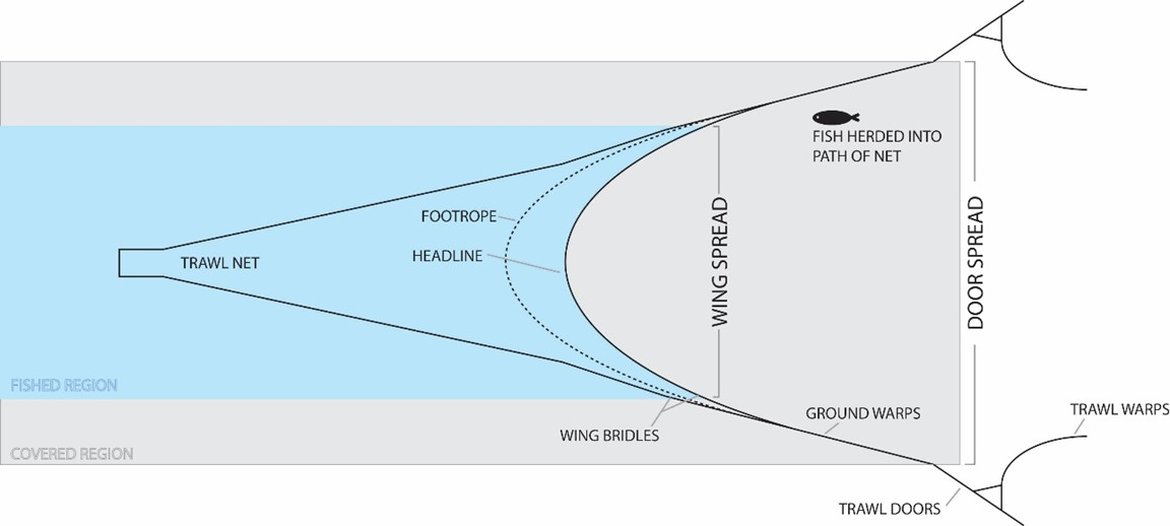 FISH HERDED INTO
PATH OF NET
FOOTROPE
HEADLINE
TRAWL NET
WING SPREAD
DOOR SPREAD
FISHED REGION
GROUND WARPS
TRAWL WARPS
WING BRIDLES
COVERED REGION
TRAWL DOORS